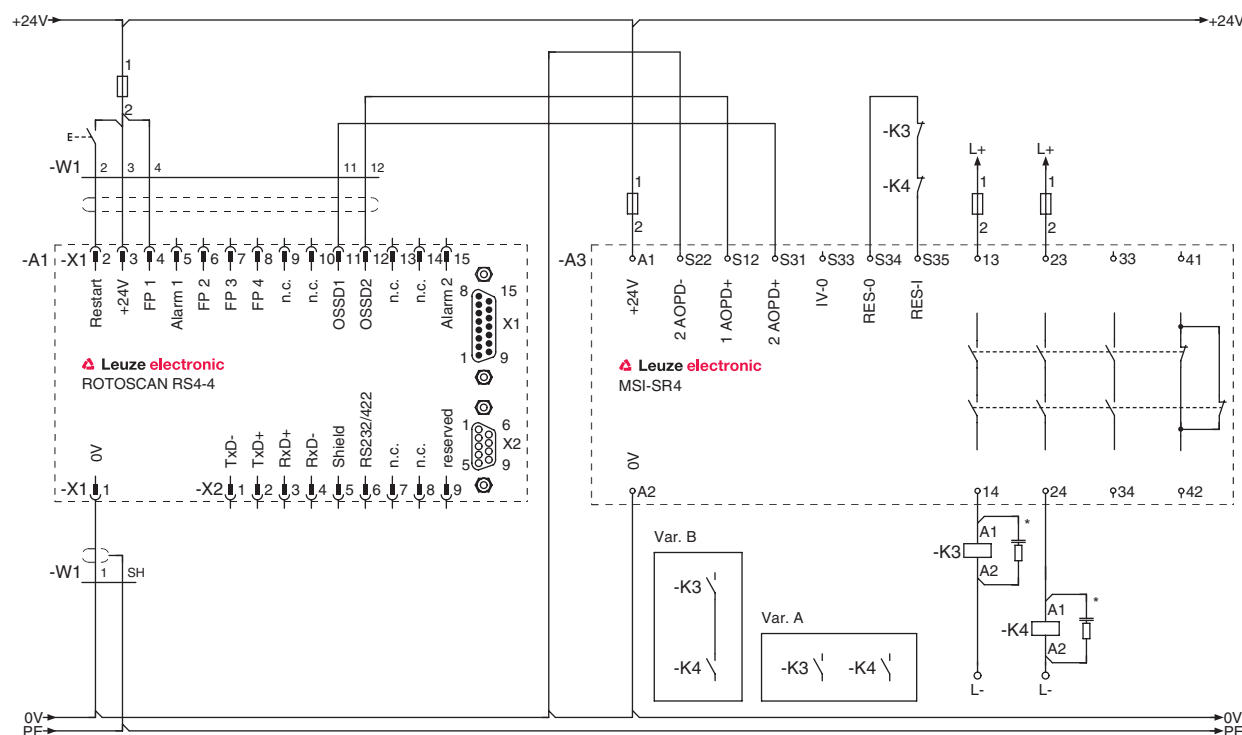 +24V +24V
1
2
E
-W1 2 3 4 11 12
-K3
-K4
L+ L+
1 1 1
2 2 2
-A1 -X1 2 3 4 5 6 7 8 9 10 11 12 13 14 15
Restart +24V FP 1 Alarm 1 FP 2 FP 3 FP 4 n.c. n.c. OSSD1 OSSD2 n.c. n.c. Alarm 2
8 15
X1
1 9
Leuze electronic
ROTOSCAN RS4-4
1 6
X2
5 9
0V TxD- TxD+ RxD+ RxD- Shield RS232/422 n.c. n.c. reserved
-X1 1 -X2 1 2 3 4 5 6 7 8 9
-W1 1 SH
-A3 A1 S22 S12 S31 S33 S34 S35 13 23 33 41
+24V 2 AOPD- 1 AOPD+ 2 AOPD+ IV-0 RES-0 RES-I
Leuze electronic
MSI-SR4
0V
A2 14 24 34 42
Var. B
-K3
-K4
Var. A
-K3 -K4
A1 *
-K3
A2
A1 *
-K4
A2
L- L-
0V 0V
PE PE